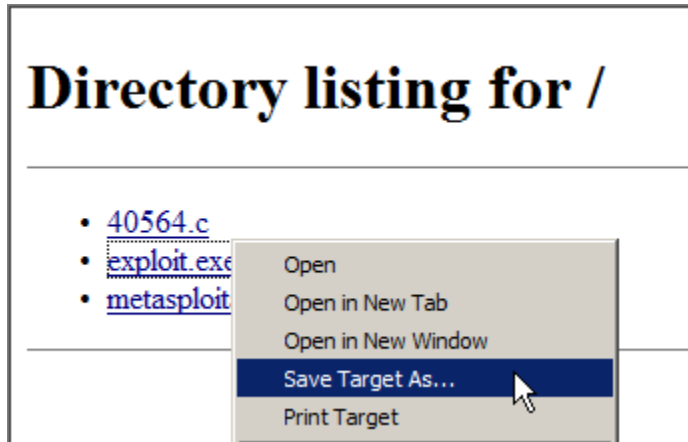 Directory listing for /
40564.c
exploit.exe
metasploit
Open
Open in New Tab
Open in New Window
Save Target As...
Print Target